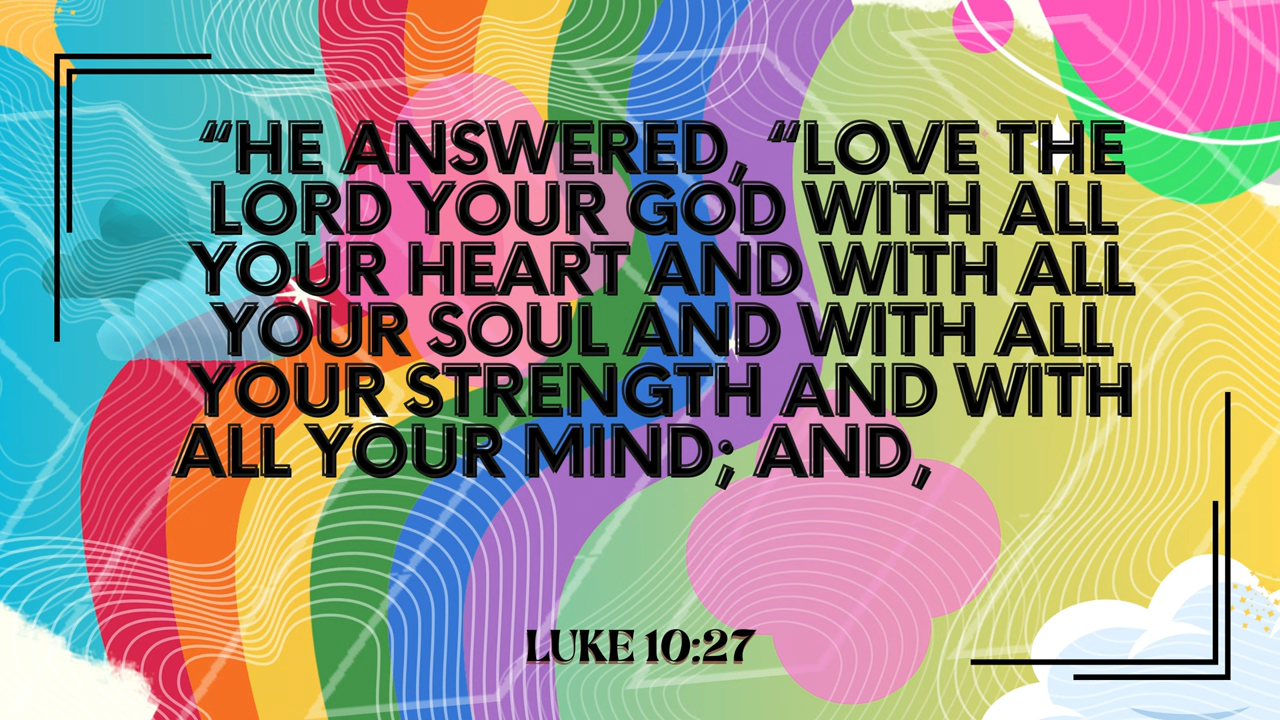 “HE ANSWERED, “LOVE THE
LORD YOUR GOD WITH ALL
YOUR HEART AND WITH ALL
YOUR SOUL AND WITH ALL
YOUR STRENGTH AND WITH
ALL YOUR MIND; AND,
LUKE 10:27